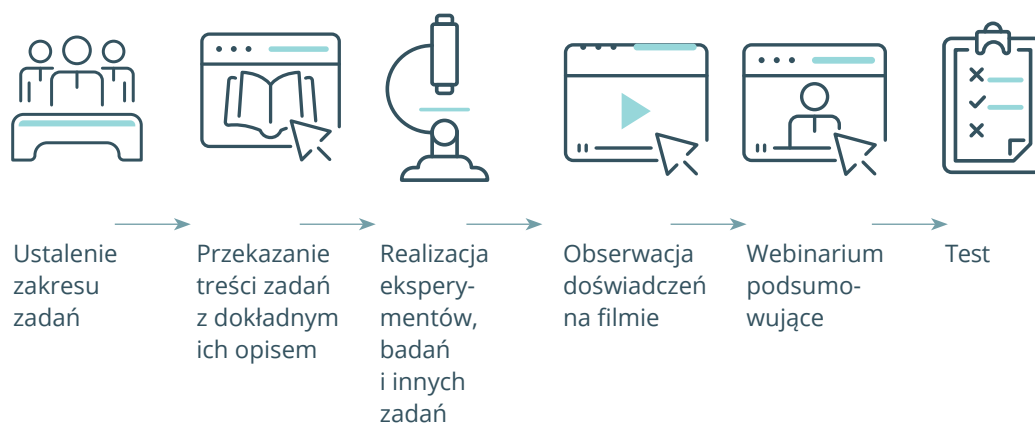 Ustalenie
zakresu
zadań
Przekazanie
treści zadań
z dokładnym
ich opisem
Realizacja
ekspery-
mentów,
badań
i innych
zadań
Obserwacja
doświadczeń
na filmie
Webinarium
podsumo-
wujące
Test